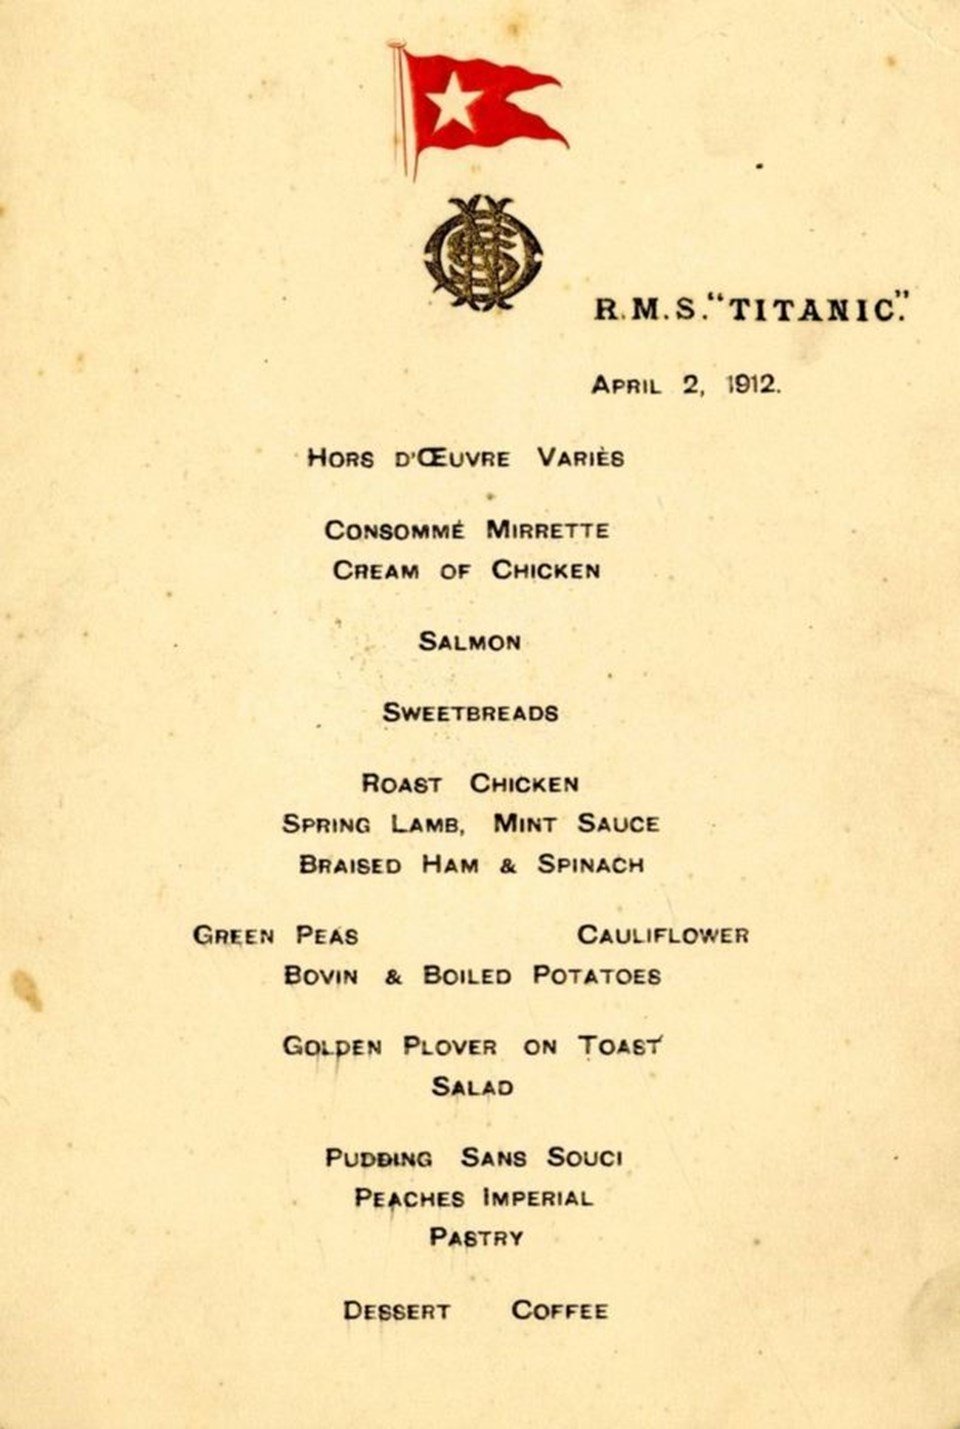 R.M.S. "TITANIC."
APRIL 2, 1912.
HORS D'ŒUVRE VARIÈS
CONSOMMÉ MIRRETTE
CREAM OF CHICKEN
SALMON
SWEETBREADS
ROAST CHICKEN
SPRING LAMB, MINT SAUCE
BRAISED HAM & SPINACH
GREEN PEAS CAULIFLOWER
BOVIN & BOILED POTATOES
GOLDEN PLOVER ON TOAST
SALAD
PUDDING SANS SOUCI
PEACHES IMPERIAL
PASTRY
DESSERT COFFEE